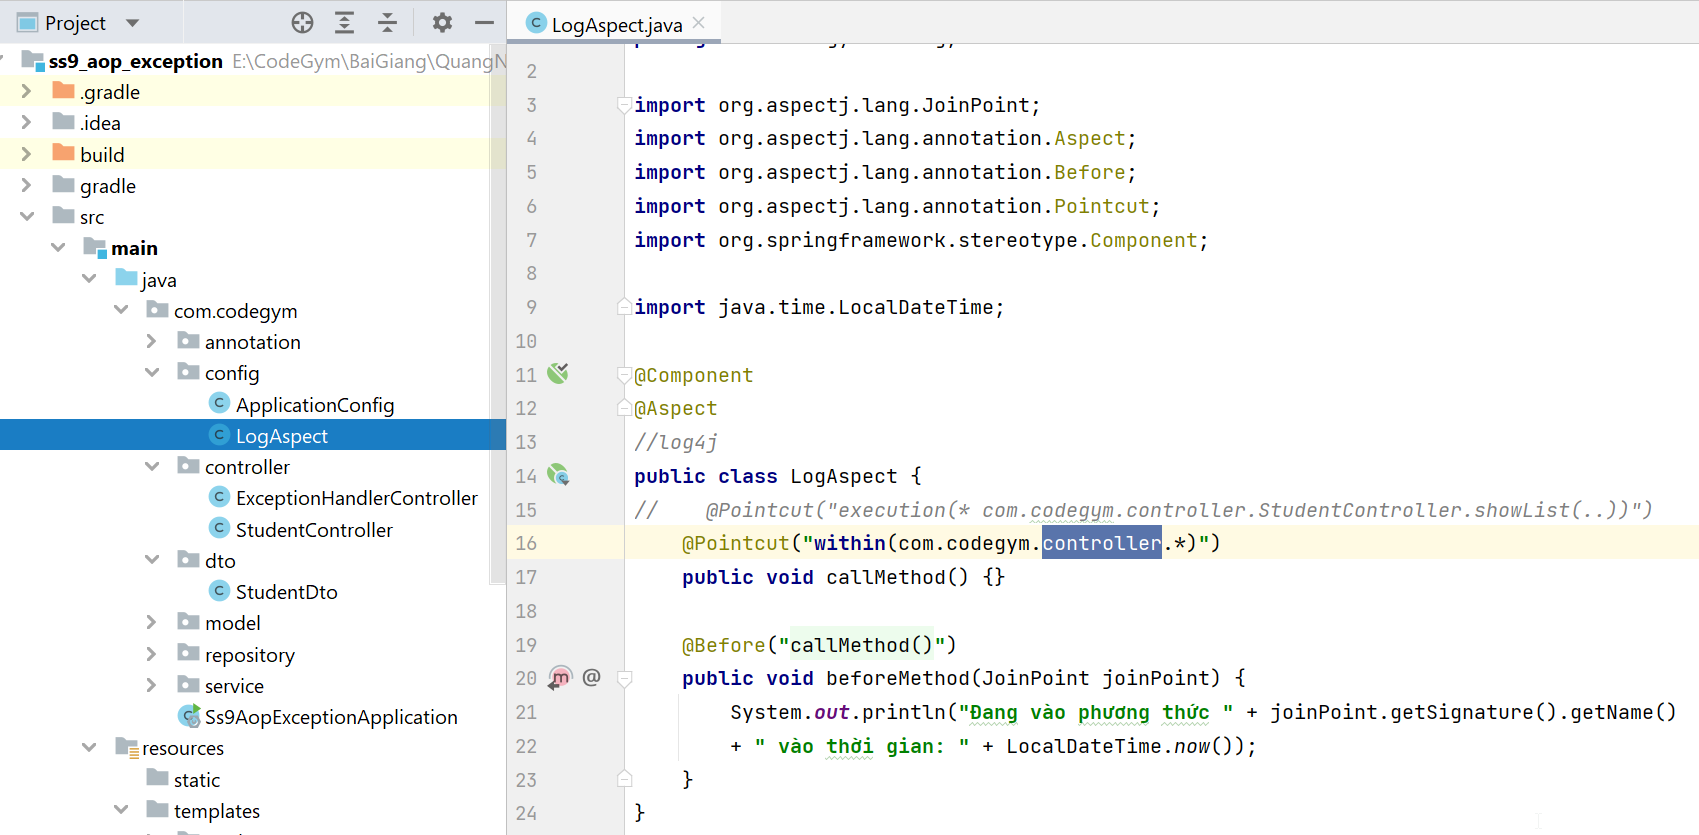 Project
LogAspect.java
ss9_aop_exception E:\CodeGym\BaiGiang\QuangN
.gradle
.idea
build
gradle
src
main
java
com.codegym
annotation
config
ApplicationConfig
LogAspect
controller
ExceptionHandlerController
StudentController
dto
StudentDto
model
repository
service
Ss9AopExceptionApplication
resources
static
templates
2
3 import org.aspectj.lang.JoinPoint;
4 import org.aspectj.lang.annotation.Aspect;
5 import org.aspectj.lang.annotation.Before;
6 import org.aspectj.lang.annotation.Pointcut;
7 import org.springframework.stereotype.Component;
8
9 import java.time.LocalDateTime;
10
11 @Component
12 @Aspect
13 //log4j
14 public class LogAspect {
15 // @Pointcut("execution(* com.codegym.controller.StudentController.showList(..))")
16 @Pointcut("within(com.codegym.controller.*)")
17 public void callMethod() {}
18
19 @Before("callMethod()")
20 @ public void beforeMethod(JoinPoint joinPoint) {
21 System.out.println("Đang vào phương thức " + joinPoint.getSignature().getName()
22 + " vào thời gian: " + LocalDateTime.now());
23 }
24 }